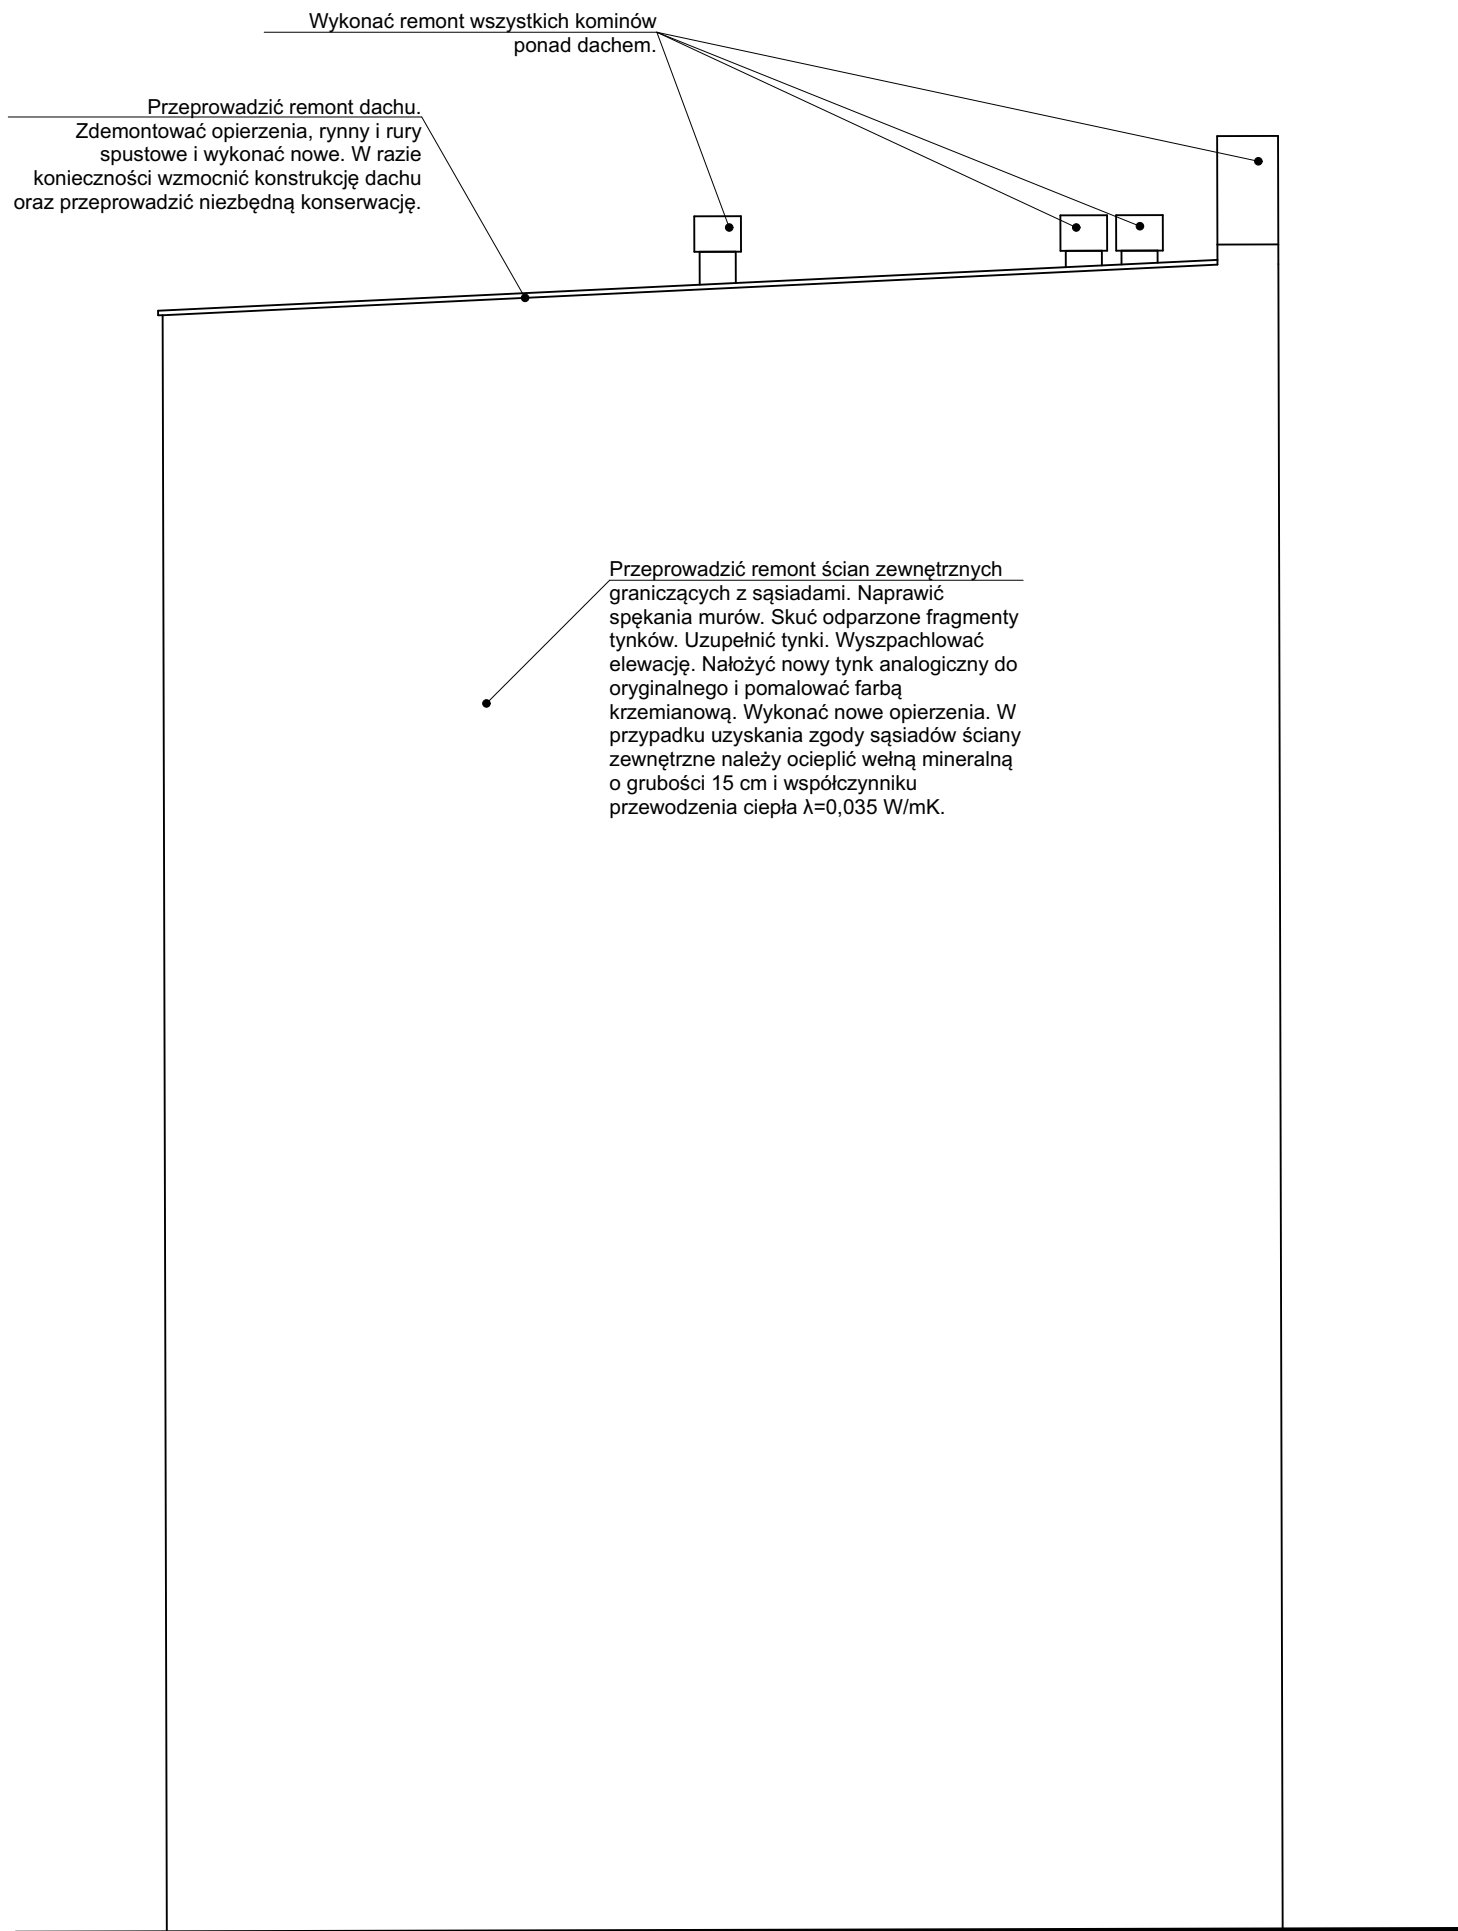 Wykonać remont wszystkich kominów
ponad dachem.
Przeprowadzić remont dachu.
Zdemontować opierzenia, rynny i rury
spustowe i wykonać nowe. W razie
konieczności wzmocnić konstrukcję dachu
oraz przeprowadzić niezbędną konserwację.
Przeprowadzić remont ścian zewnętrznych
graniczących z sąsiadami. Naprawić
spękania murów. Skuć odparzone fragmenty
tynków. Uzupełnić tynki. Wyszpachlować
elewację. Nałożyć nowy tynk analogiczny do
oryginalnego i pomalować farbą
krzemianową. Wykonać nowe opierzenia. W
przypadku uzyskania zgody sąsiadów ściany
zewnętrzne należy ocieplić wełną mineralną
o grubości 15 cm i współczynniku
przewodzenia ciepła λ=0,035 W/mK.